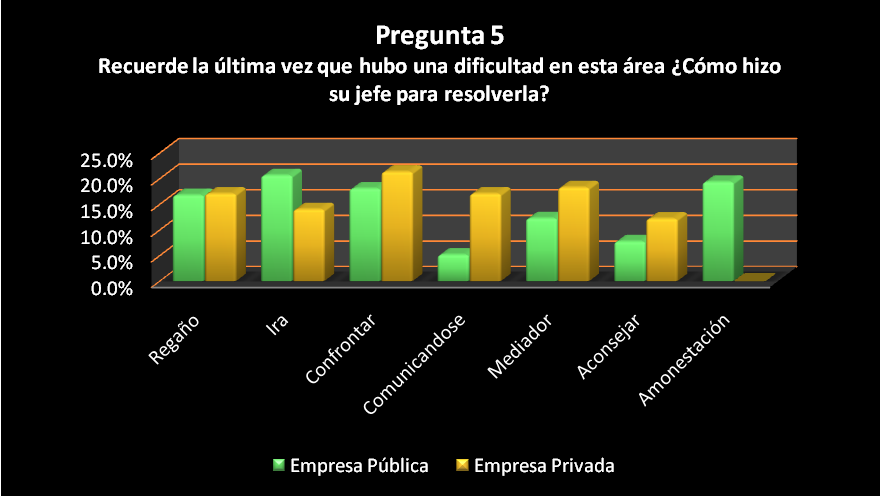 Pregunta 5
Recuerde la última vez que hubo una dificultad en esta área ¿Cómo hizo
su jefe para resolverla?
25.0%
20.0%
15.0%
10.0%
5.0%
0.0%
Regaño
Ira
Confrontar
Comunicandose
Mediador
Aconsejar
Amonestación
Empresa Pública
Empresa Privada